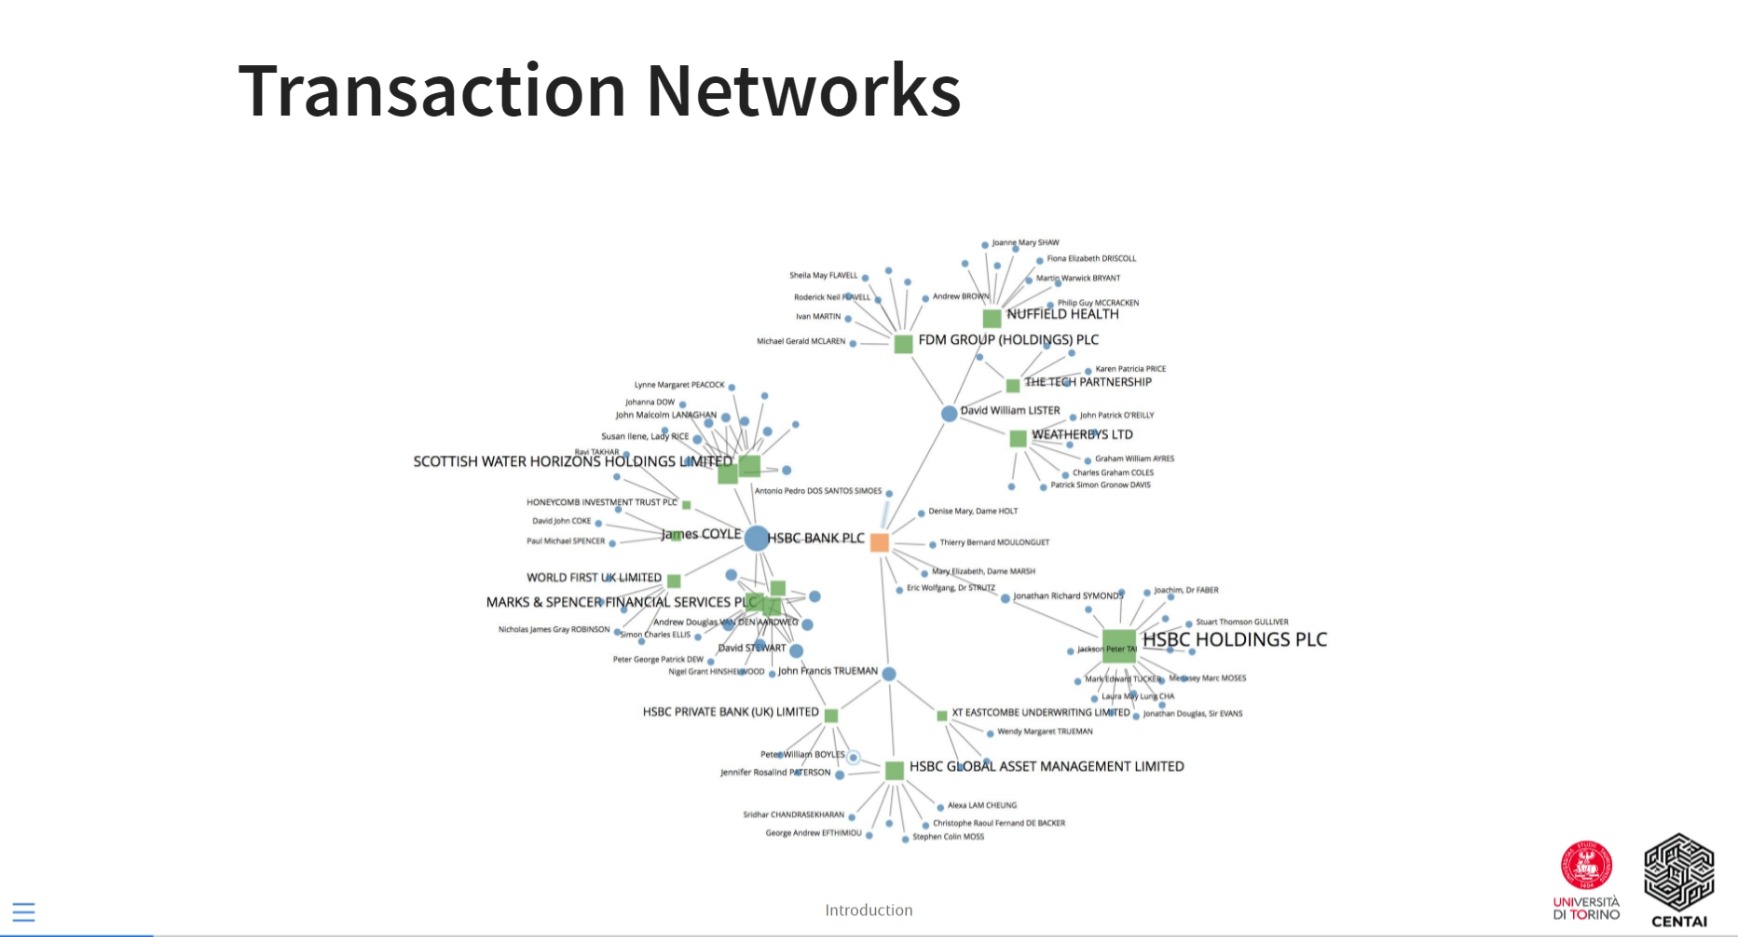 Transaction Networks
Joanne Mary SHAW
Fiona Elizabeth DRISCOLL
Sheila May FLAVELL
Martin Warwick BRYANT
Roderick Neil FLAVELL
Andrew BROWN
Philip Guy MCCRACKEN
Ivan MARTIN
NUFFIELD HEALTH
Michael Gerald MCLAREN
FDM GROUP (HOLDINGS) PLC
Karen Patricia PRICE
THE TECH PARTNERSHIP
Lynne Margaret PEACOCK
Johanna DOW
David William LISTER
John Malcolm LANAGHAN
John Patrick O'REILLY
Susan Ilene, Lady RICE
WEATHERBYS LTD
Ravi TAKHAR
SCOTTISH WATER HORIZONS HOLDINGS LIMITED
Graham William AYRES
Charles Graham COLES
Patrick Simon Gronow DAVIS
Antonio Pedro DOS SANTOS SIMOES
HONEYCOMB INVESTMENT TRUST PLC
Denise Mary, Dame HOLT
David John COKE
James COYLE
HSBC BANK PLC
Paul Michael SPENCER
Thierry Bernard MOULONGUET
Mary Elizabeth, Dame MARSH
WORLD FIRST UK LIMITED
Eric Wolfgang, Dr STRUTZ
Jonathan Richard SYMONDS
Joachim, Dr FABER
MARKS & SPENCER FINANCIAL SERVICES PLC
Andrew Douglas VAN DEN AARDWEG
Stuart Thomson GULLIVER
Nicholas James Gray ROBINSON
Simon Charles ELLIS
HSBC HOLDINGS PLC
David STEWART
Jackson Peter TAI
Peter George Patrick DEW
Nigel Grant HINSHELWOOD
John Francis TRUEMAN
Mark Edward TUCKER
Marc MOSES
Laura May Lung CHA
HSBC PRIVATE BANK (UK) LIMITED
XT EASTCOMBE UNDERWRITING LIMITED
Jonathan Douglas, Sir EVANS
Wendy Margaret TRUEMAN
Peter William BOYLES
HSBC GLOBAL ASSET MANAGEMENT LIMITED
Jennifer Rosalind PATERSON
Alexa LAM CHEUNG
Sridhar CHANDRASEKHARAN
Christophe Raoul Fernand DE BACKER
George Andrew EFTHIMIOU
Stephen Colin MOSS
Introduction
UNIVERSITÀ
DI TORINO
CENTAI